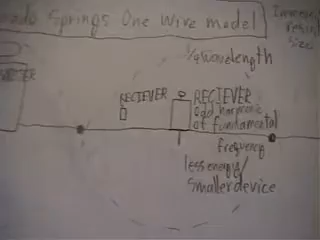 ado Springs One Wire model
1/4 wavelength
RECIEVER
RECIEVER
Odd harmonic
of fundamental
frequency
less energy/
smaller device
size